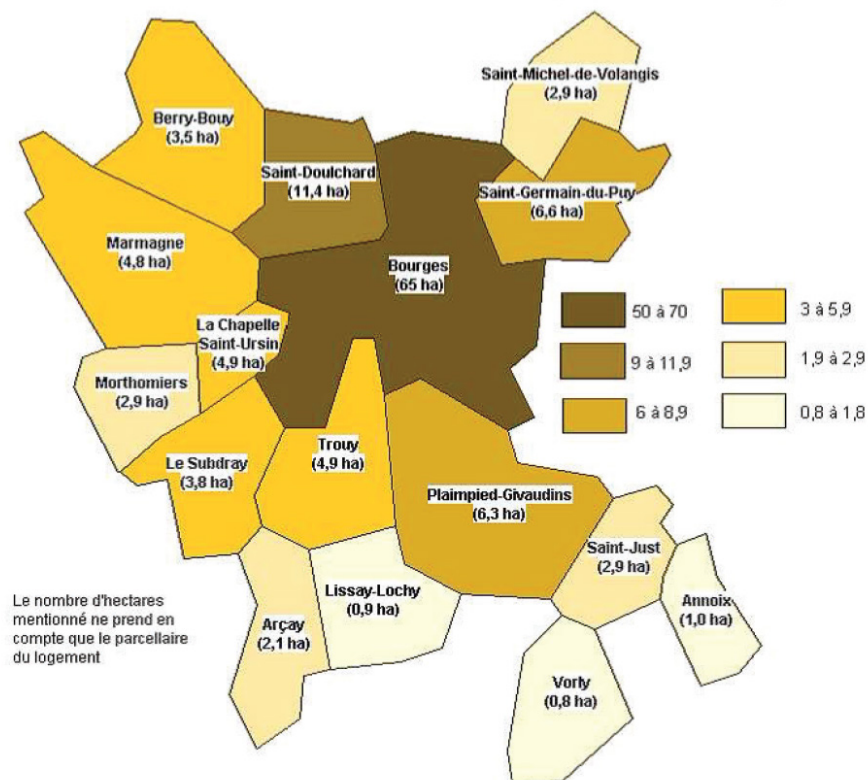 Saint-Michel-de-Volangis
(2,9 ha)
Berry-Bouy
(3,5 ha)
Saint-Doulchard
(11,4 ha)
Saint-Germain-du-Puy
(6,6 ha)
Marmagne
(4,8 ha)
Bourges
(65 ha)
La Chapelle
Saint-Ursin
(4,9 ha)
Morthomiers
(2,9 ha)
50 à 70
3 à 5,9
9 à 11,9
1,9 à 2,9
6 à 8,9
0,8 à 1,8
Le Subdray
(3,8 ha)
Trouy
(4,9 ha)
Plaimpied-Givaudins
(6,3 ha)
Saint-Just
(2,9 ha)
Lissay-Lochy
(0,9 ha)
Annoix
(1,0 ha)
Arçay
(2,1 ha)
Vorly
(0,8 ha)
Le nombre d'hectares
mentionné ne prend en
compte que le parcellaire
du logement